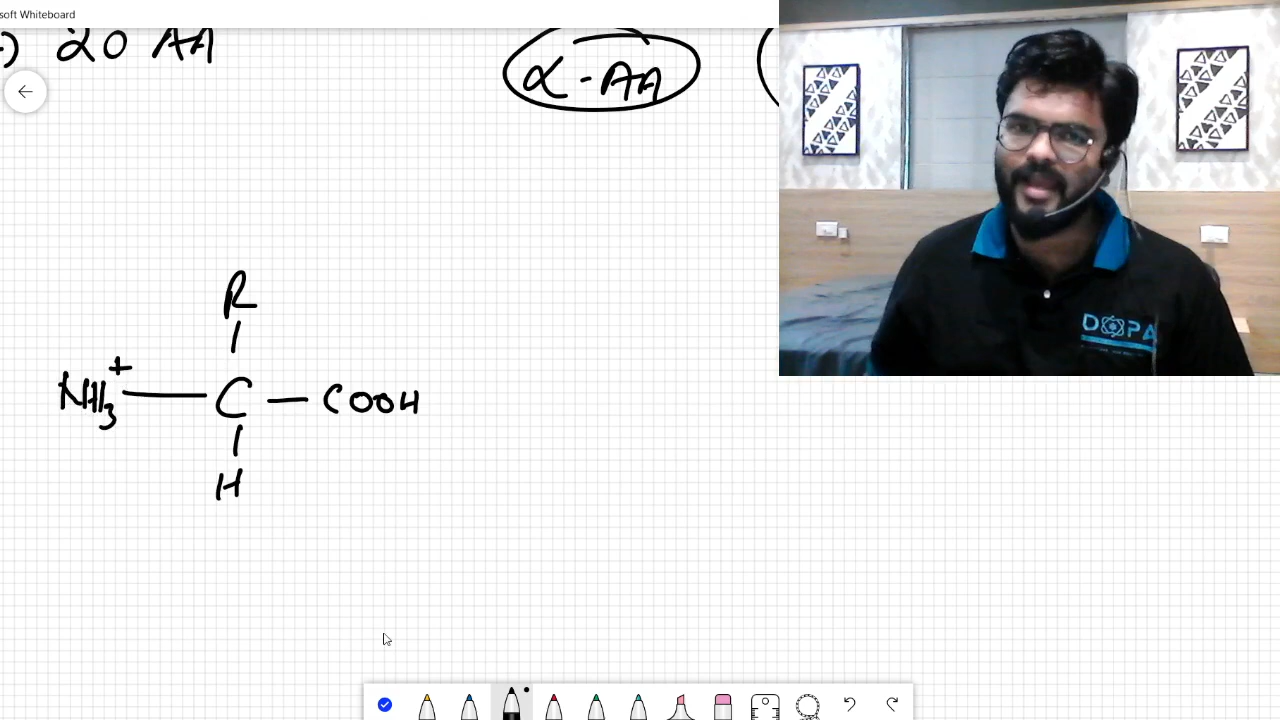 soft Whiteboard
20 AA
α-AA
R
NH₃⁺ — C — COOH
H
DOPA